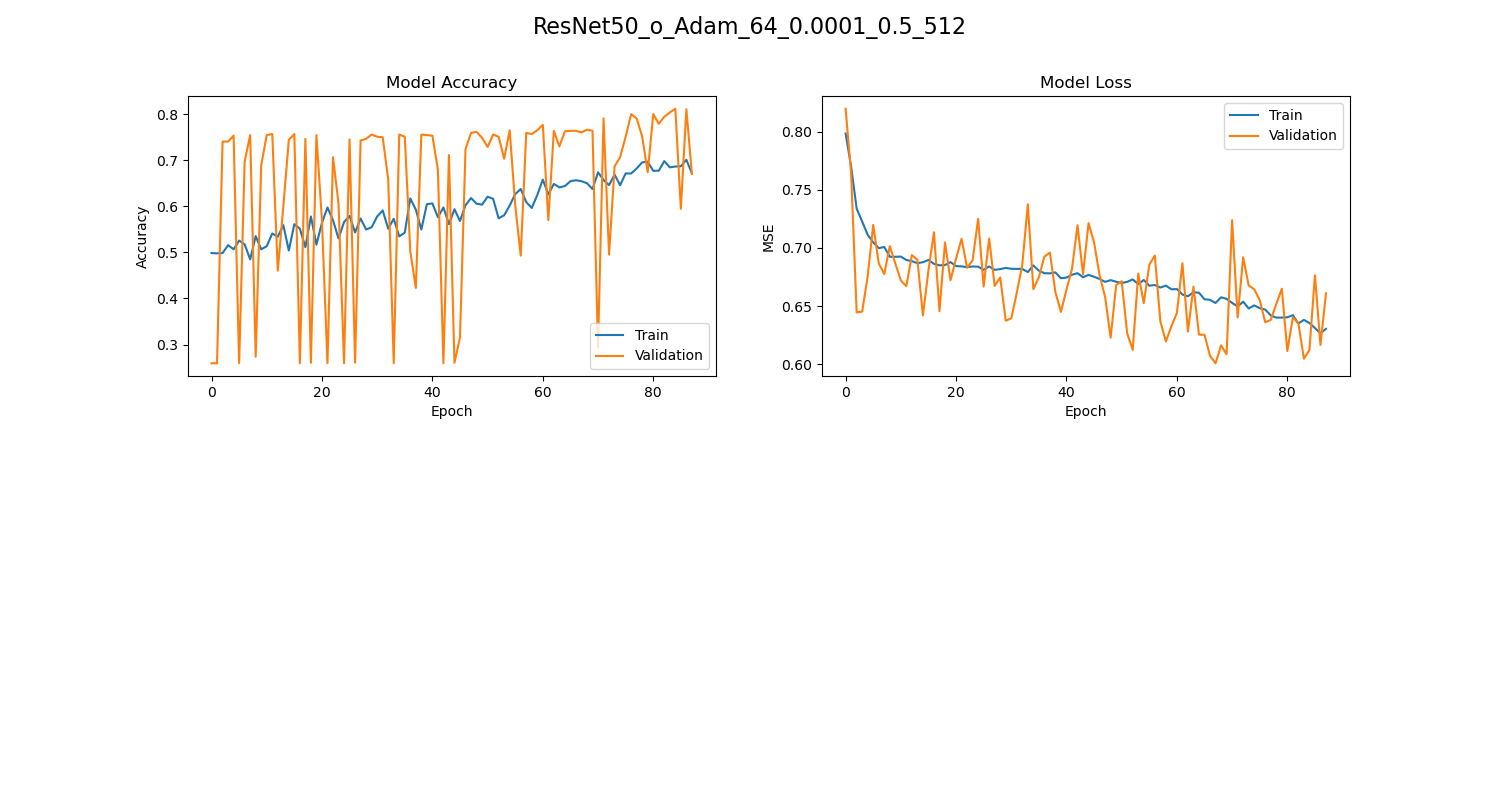 ResNet50_o_Adam_64_0.0001_0.5_512
Model Accuracy
Accuracy
0.8
0.7
0.6
0.5
0.4
0.3
0
20
40
60
80
Epoch
Train
Validation
Model Loss
MSE
0.80
0.75
0.70
0.65
0.60
0
20
40
60
80
Epoch
Train
Validation